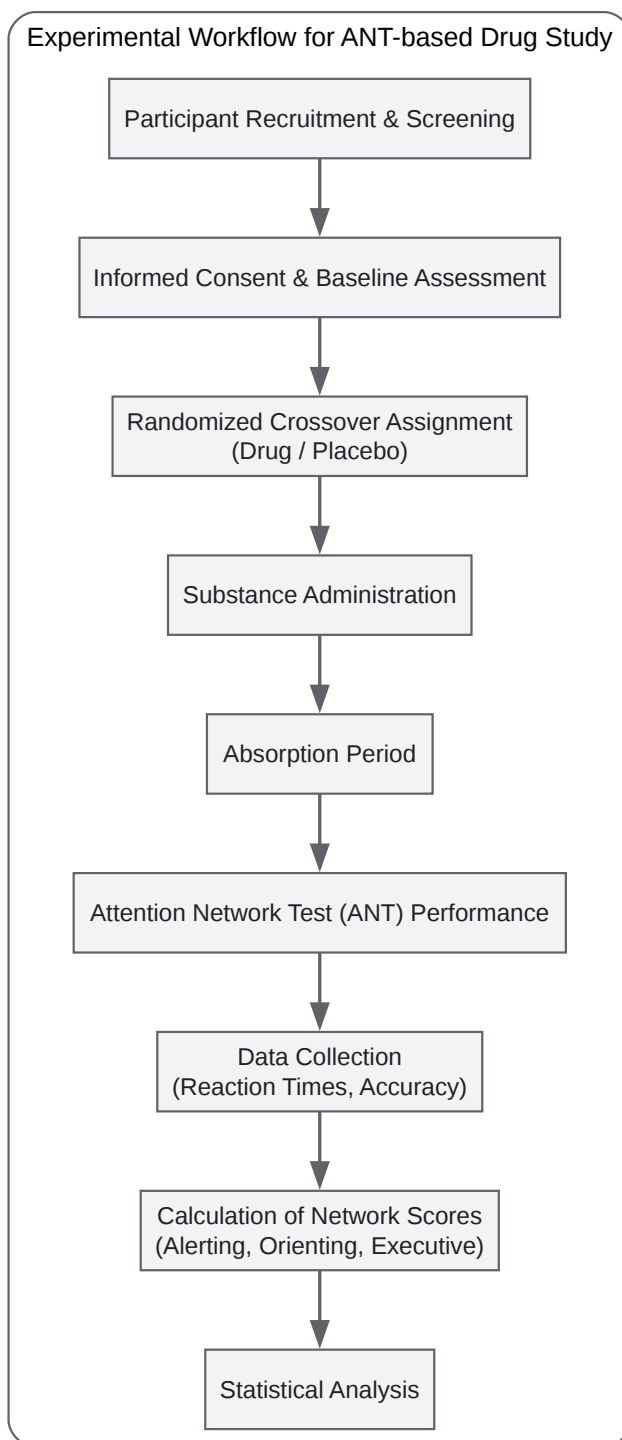 Experimental Workflow for ANT-based Drug Study
Participant Recruitment & Screening
Informed Consent & Baseline Assessment
Randomized Crossover Assignment
(Drug / Placebo)
Substance Administration
Absorption Period
Attention Network Test (ANT) Performance
Data Collection
(Reaction Times, Accuracy)
Calculation of Network Scores
(Alerting, Orienting, Executive)
Statistical Analysis